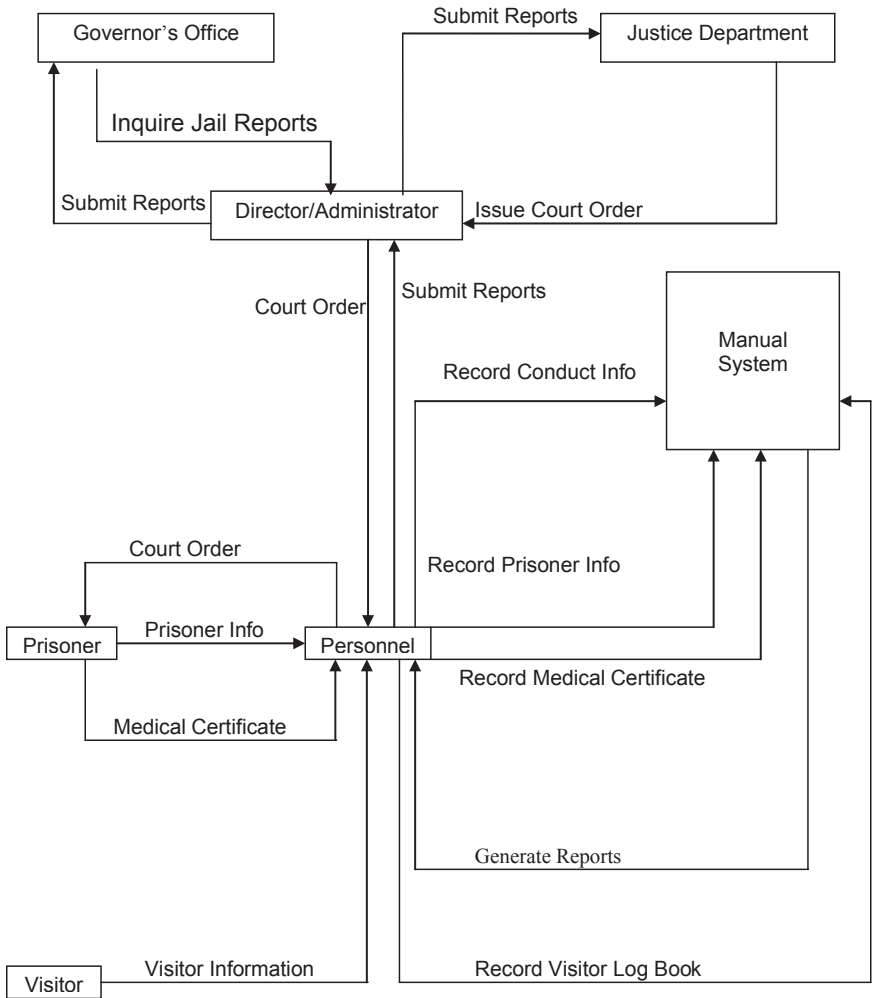 Submit Reports
Governor's Office
Justice Department
Inquire Jail Reports
Submit Reports
Director/Administrator
Issue Court Order
Court Order
Submit Reports
Manual
System
Record Conduct Info
Court Order
Record Prisoner Info
Prisoner
Prisoner Info
Personnel
Record Medical Certificate
Medical Certificate
Generate Reports
Visitor
Visitor Information
Record Visitor Log Book